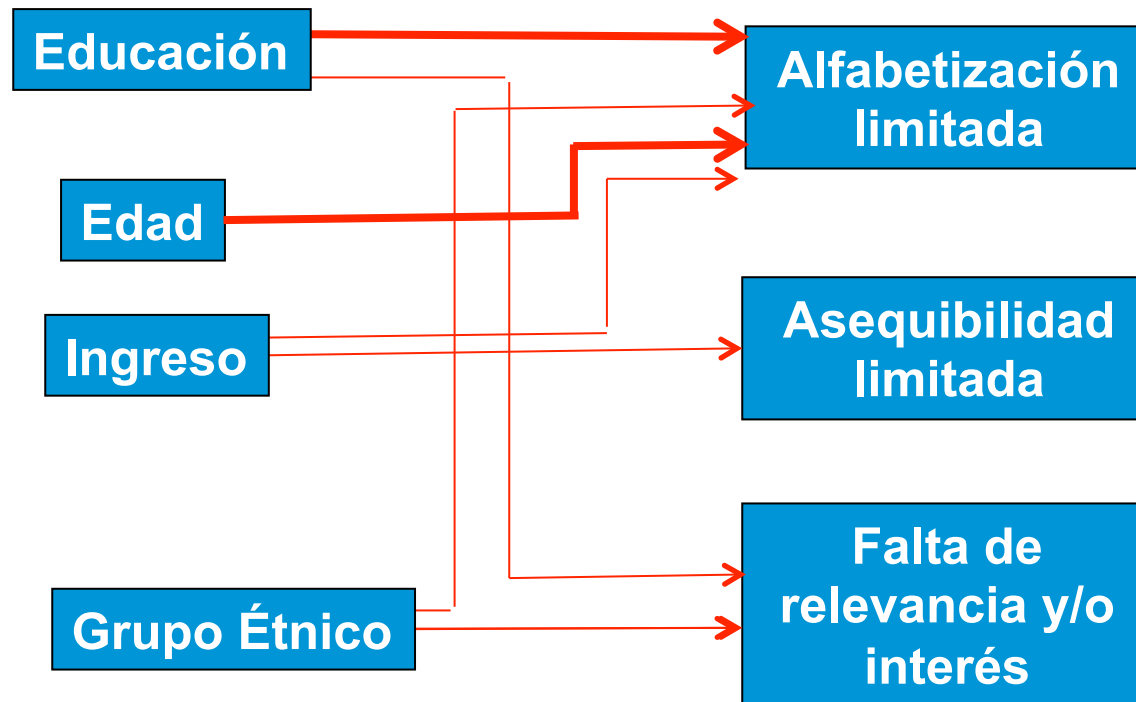 Educación
Alfabetización
limitada
Edad
Ingreso
Asequibilidad
limitada
Grupo Étnico
Falta de
relevancia y/o
interés